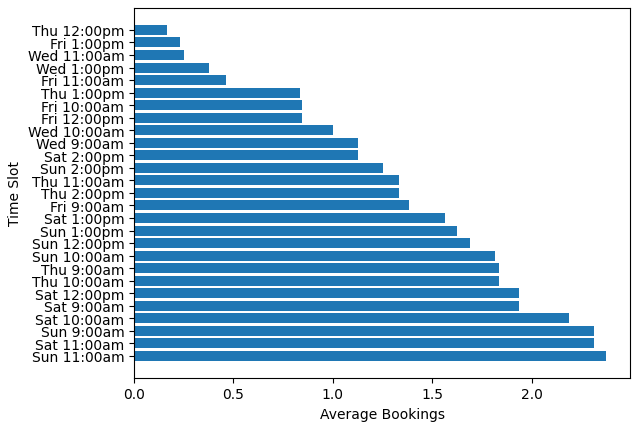 Thu 12:00pm
Fri 1:00pm
Wed 11:00am
Wed 1:00pm
Fri 11:00am
Thu 1:00pm
Fri 10:00am
Fri 12:00pm
Wed 10:00am
Wed 9:00am
Sat 2:00pm
Sun 2:00pm
Thu 11:00am
Thu 2:00pm
Fri 9:00am
Sat 1:00pm
Sun 1:00pm
Sun 12:00pm
Sun 10:00am
Thu 9:00am
Thu 10:00am
Sat 12:00pm
Sat 9:00am
Sat 10:00am
Sun 9:00am
Sat 11:00am
Sun 11:00am
Time Slot
0.0 0.5 1.0 1.5 2.0
Average Bookings